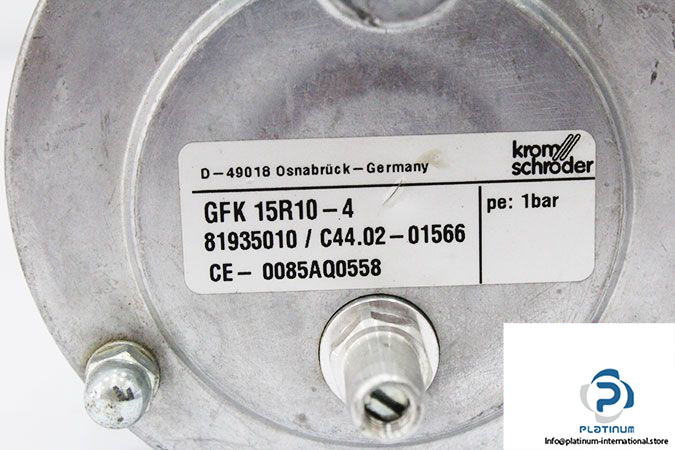 D-49018 Osnabrück-Germany
krom
schröder
GFK 15R10-4
pe: 1bar
81935010 / C44.02-01566
CE- 0085AQ0558
PLATINUM
Info@platinum-international.store